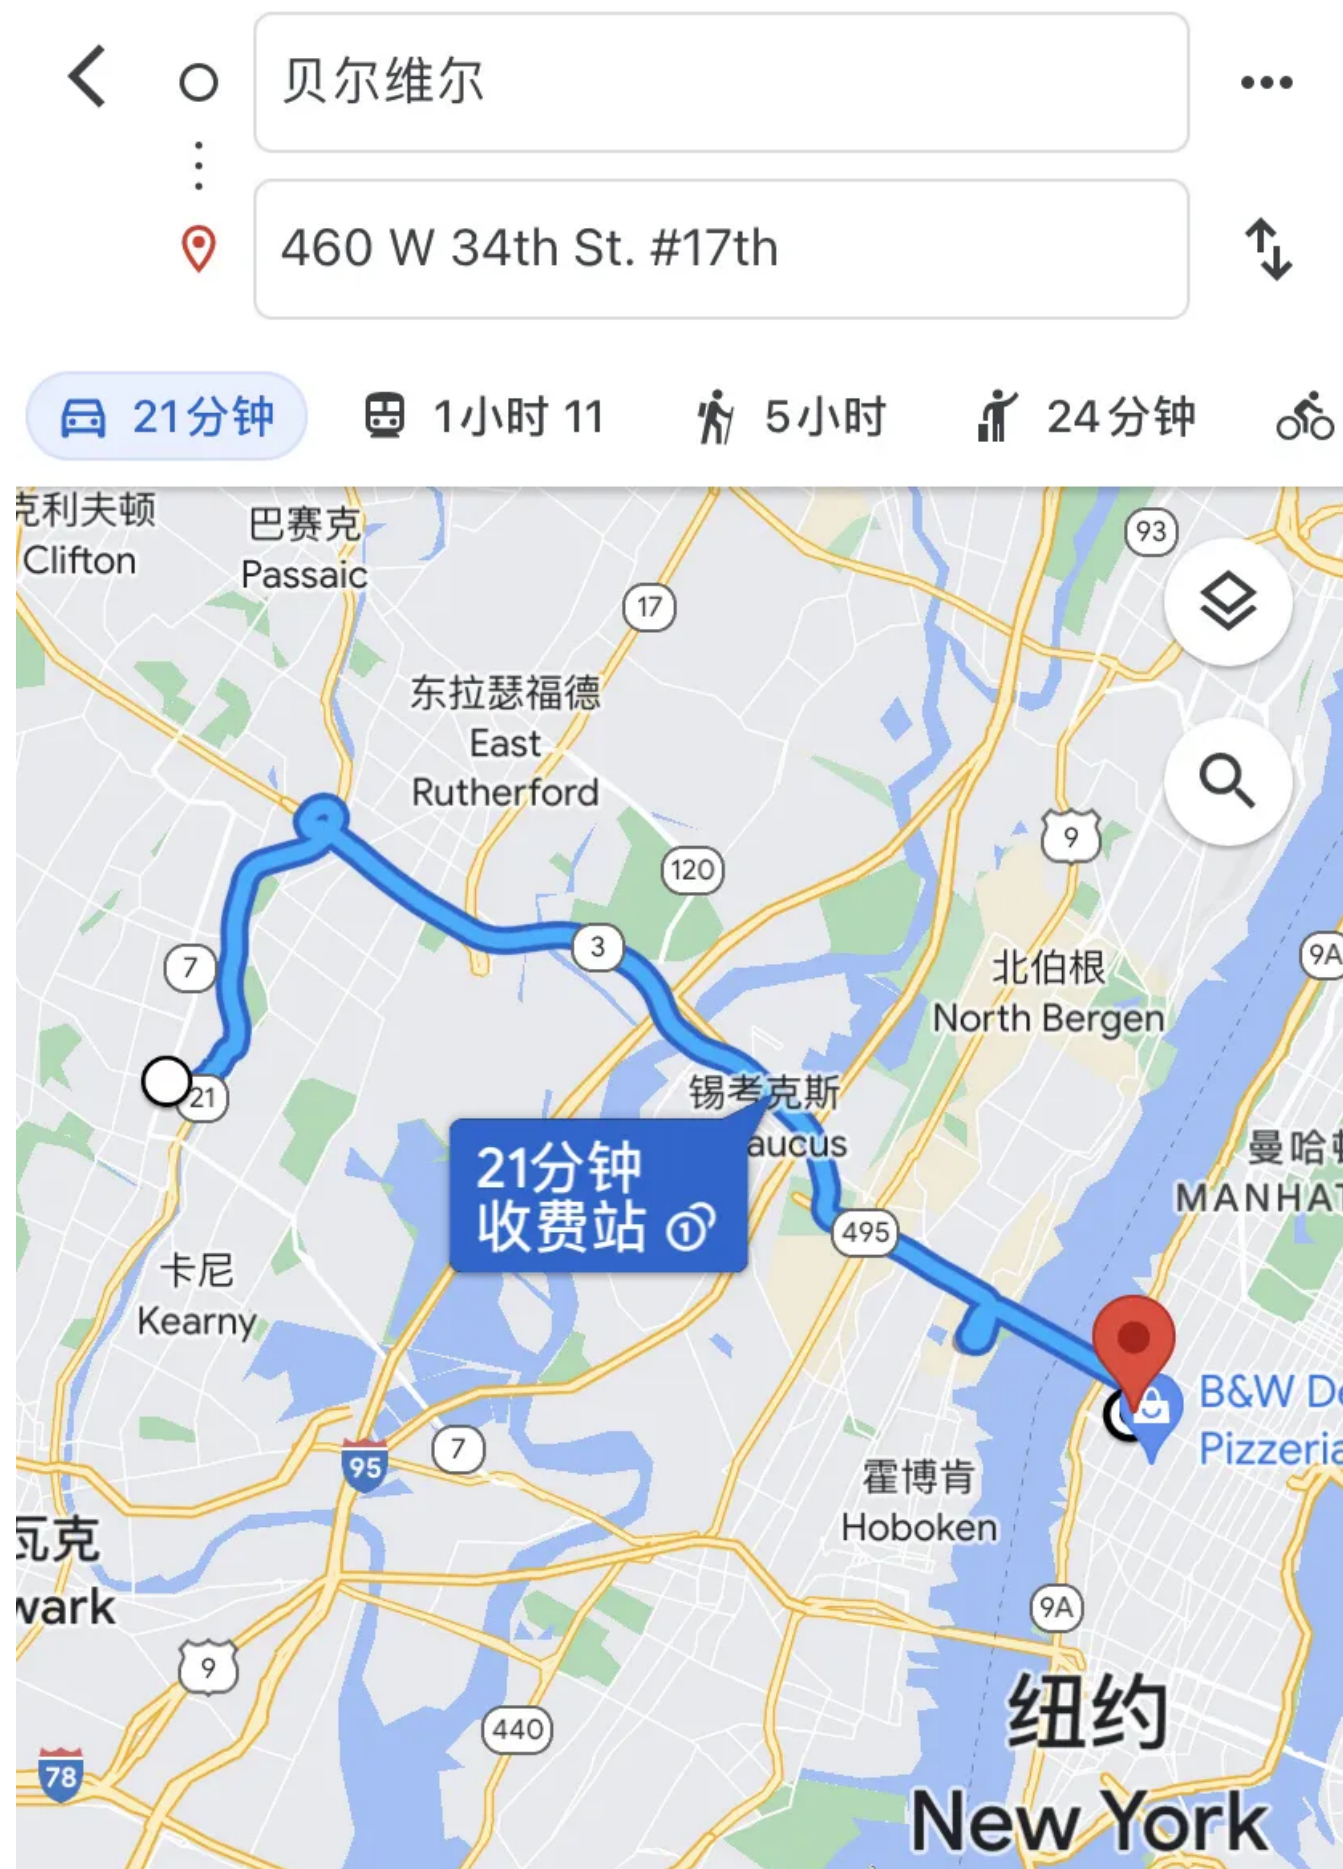 贝尔维尔
460 W 34th St. #17th
21分钟
1小时 11
5小时
24分钟
克利夫顿
Clifton
巴赛克
Passaic
93
17
东拉瑟福德
East
Rutherford
9
120
3
7
9A
北伯根
North Bergen
21
锡考克斯
aucus
21分钟
收费站
曼哈
MANHAT
495
卡尼
Kearny
B&W De
Pizzeria
7
95
霍博肯
Hoboken
瓦克
wark
9A
9
纽约
440
78
New York